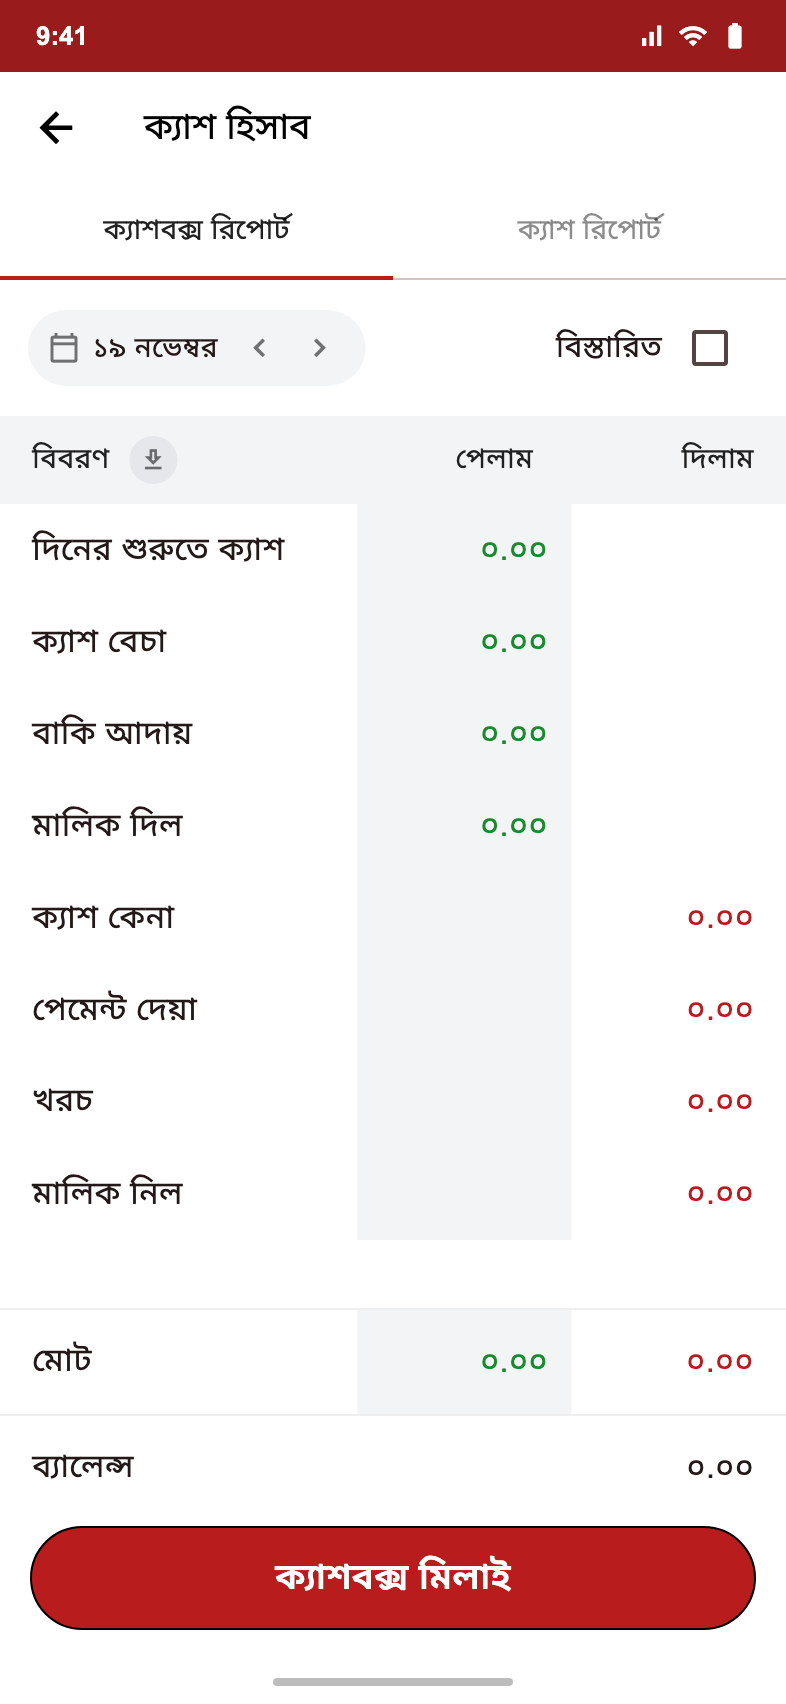 9:41
ক্যাশ হিসাব
ক্যাশবক্স রিপোর্ট ক্যাশ রিপোর্ট
১৯ নভেম্বর বিস্তারিত
বিবরণ পেলাম দিলাম
দিনের শুরুতে ক্যাশ ০.০০
ক্যাশ বেচা ০.০০
বাকি আদায় ০.০০
মালিক দিল ০.০০
ক্যাশ কেনা ০.০০
পেমেন্ট দেয়া ০.০০
খরচ ০.০০
মালিক নিল ০.০০
মোট ০.০০ ০.০০
ব্যালেন্স ০.০০
ক্যাশবক্স মিলাই